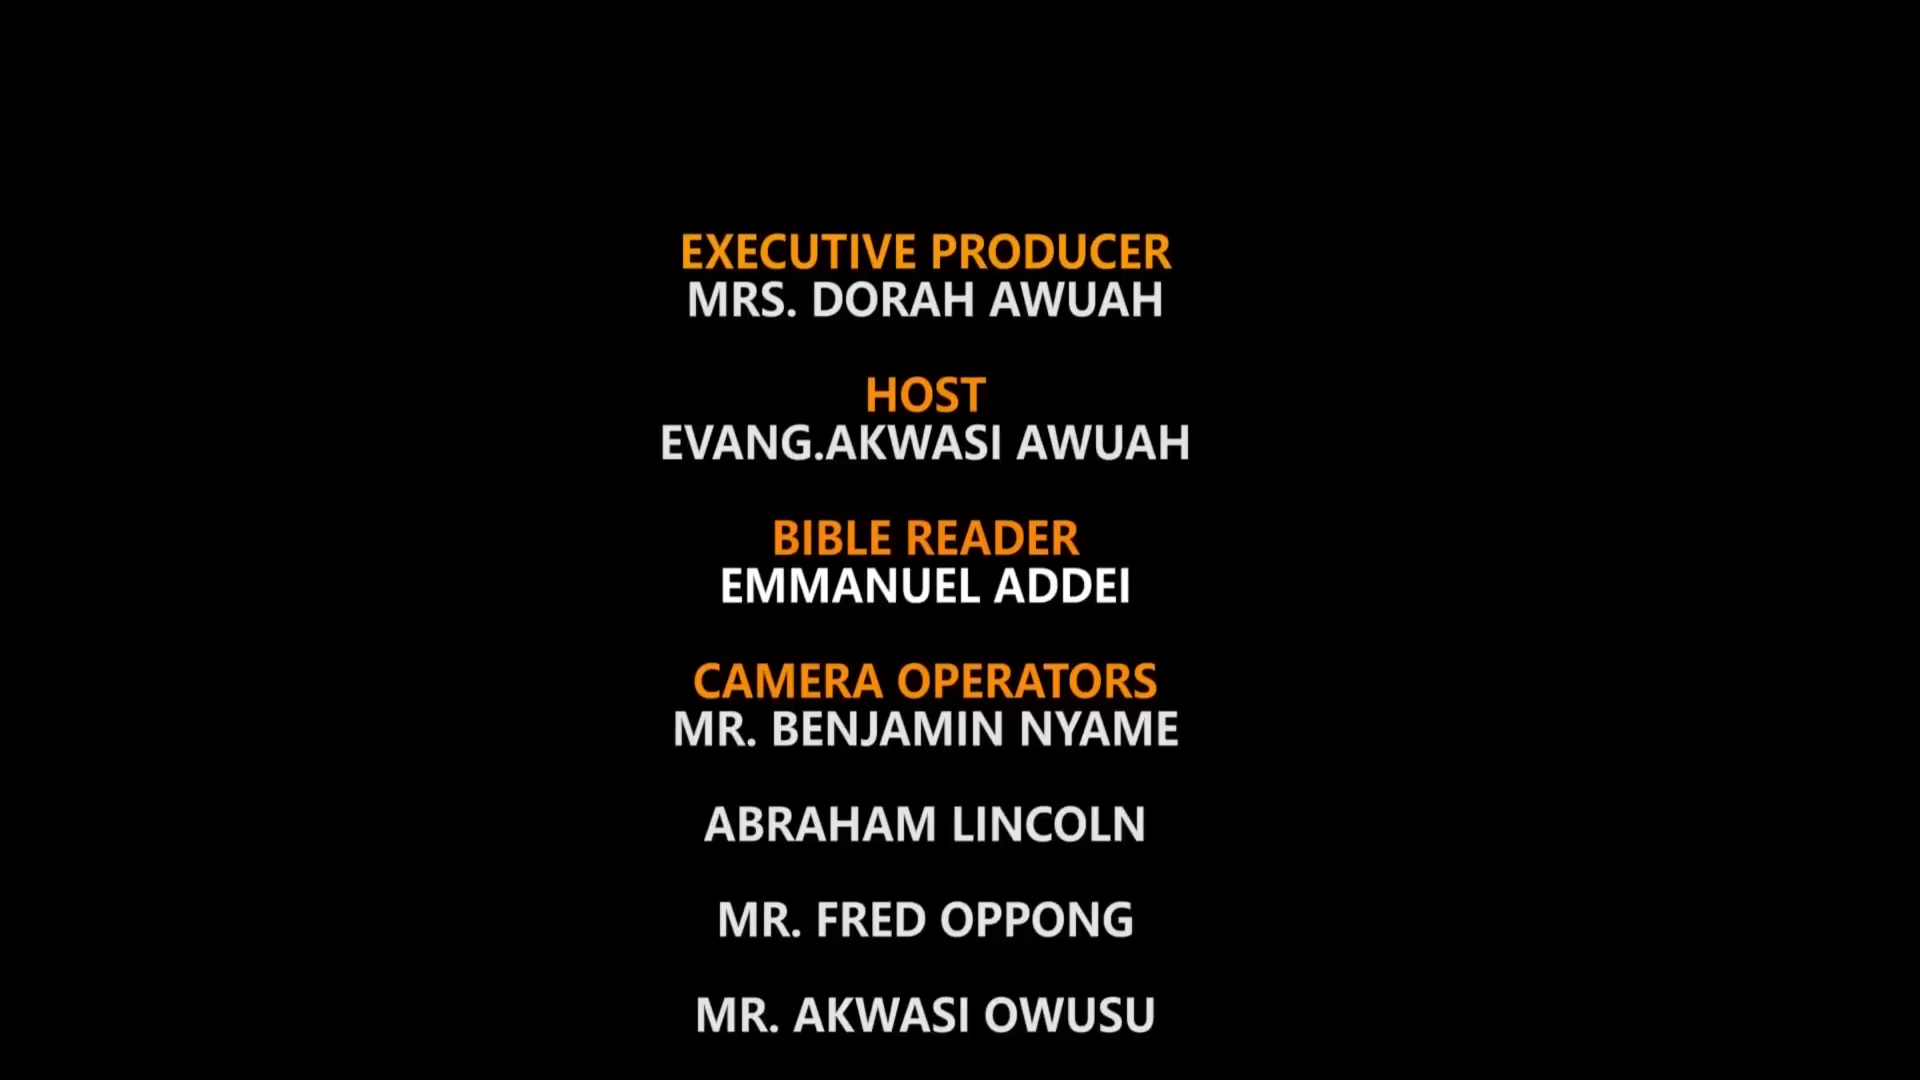 EXECUTIVE PRODUCER
MRS. DORAH AWUAH
HOST
EVANG.AKWASI AWUAH
BIBLE READER
EMMANUEL ADDEI
CAMERA OPERATORS
MR. BENJAMIN NYAME
ABRAHAM LINCOLN
MR. FRED OPPONG
MR. AKWASI OWUSU